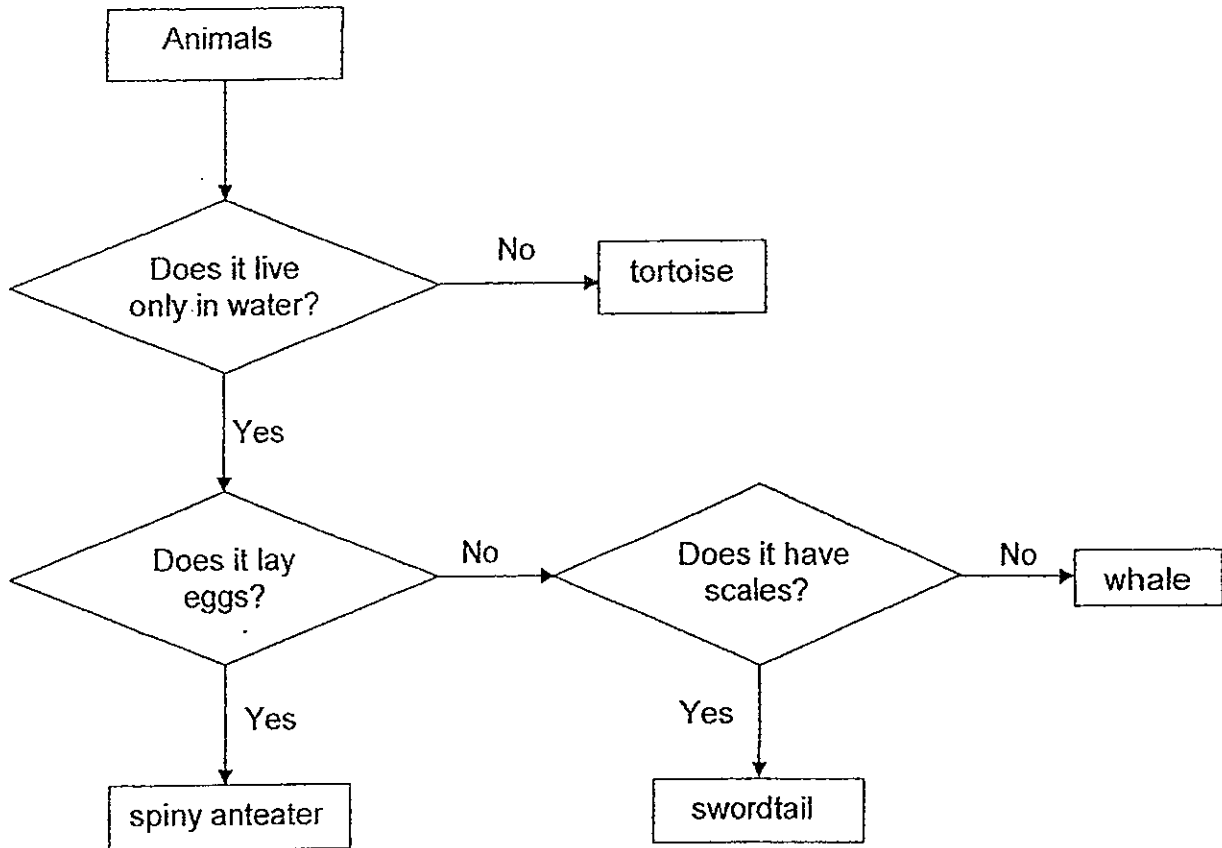 Animals
Does it live
only in water?
No
tortoise
Yes
Does it lay
eggs?
No
Does it have
scales?
No
whale
Yes
Yes
spiny anteater
swordtail